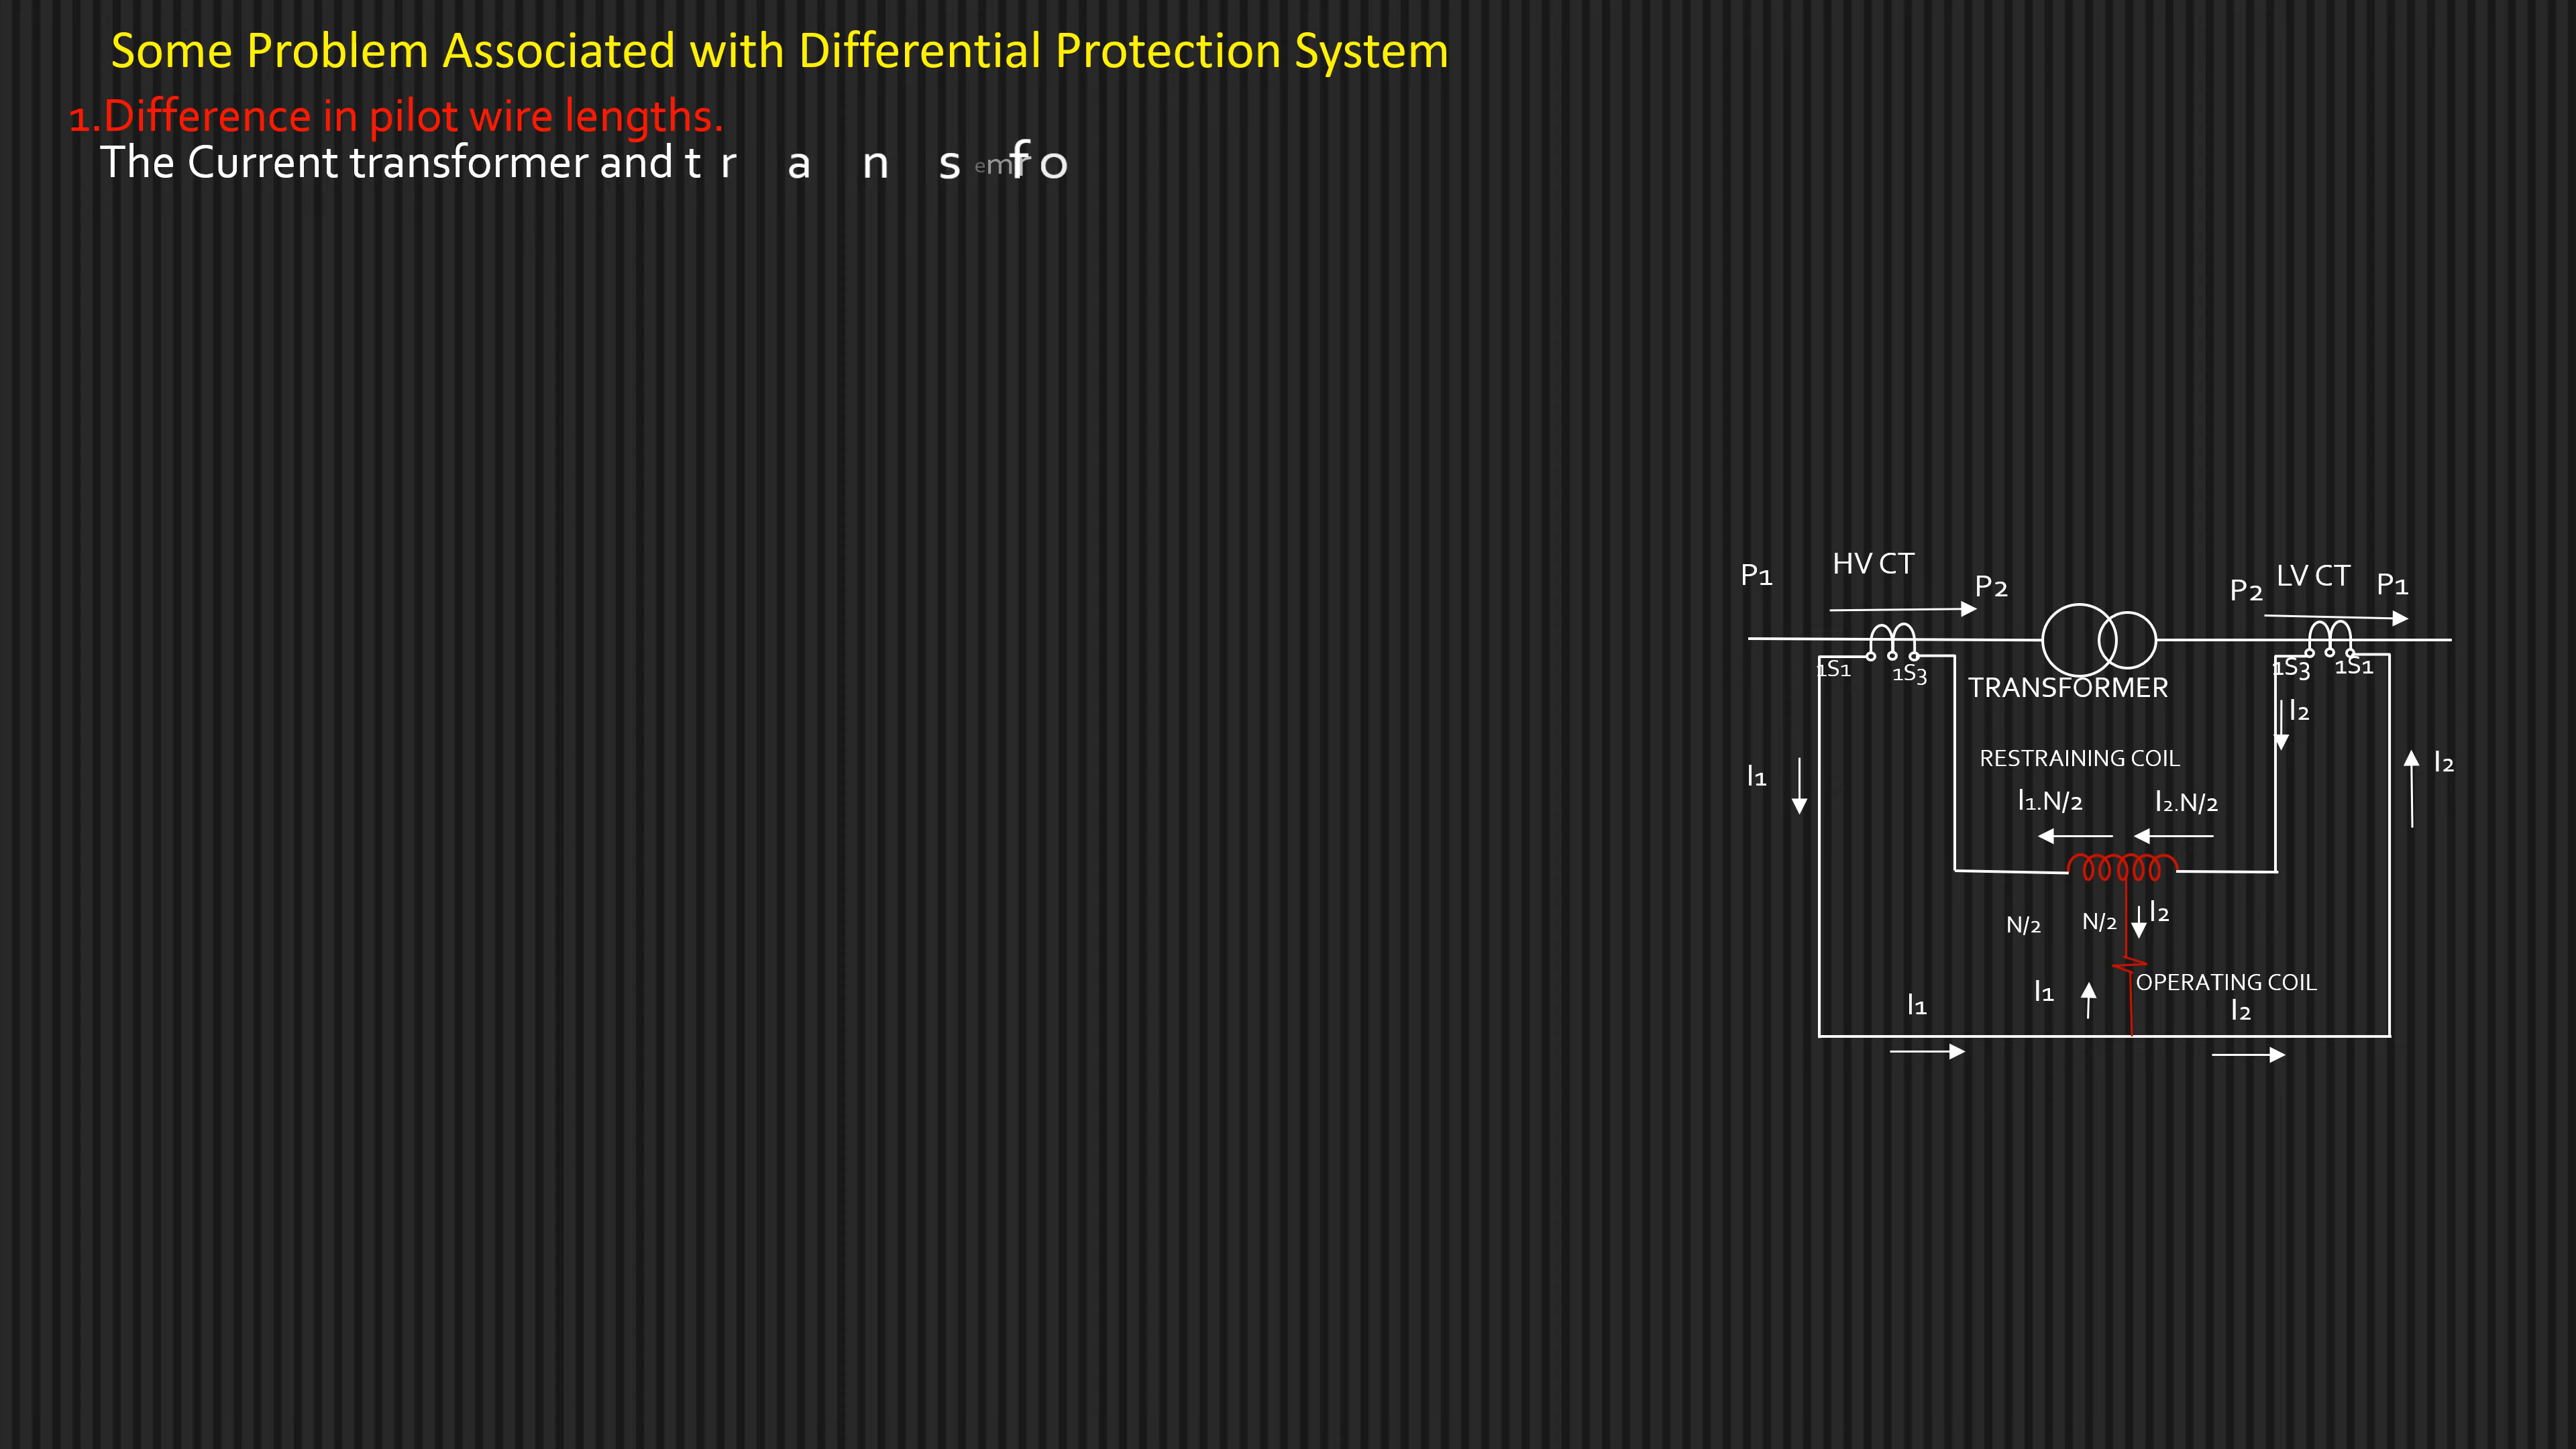 Some Problem Associated with Differential Protection System
1.Difference in pilot wire lengths.
The Current transformer and
HV CT
P1
P2
LV CT
P2
P1
1S1
1S3
1S3
1S1
TRANSFORMER
I2
RESTRAINING COIL
I1
I2
I1.N/2
I2.N/2
N/2
N/2
I2
OPERATING COIL
I1
I1
I2